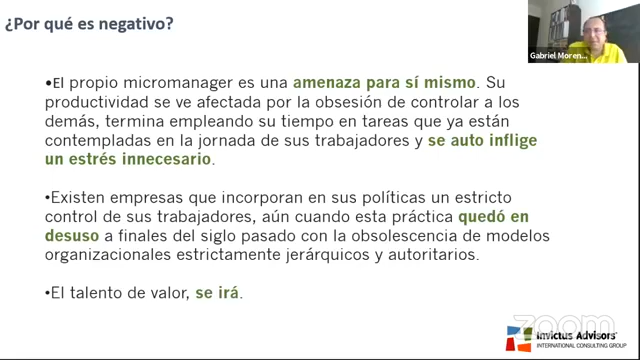 ¿Por qué es negativo?
Gabriel Moren...
•El propio micromanager es una amenaza para sí mismo. Su
productividad se ve afectada por la obsesión de controlar a los
demás, termina empleando su tiempo en tareas que ya están
contempladas en la jornada de sus trabajadores y se auto inflige
un estrés innecesario.
•Existen empresas que incorporan en sus políticas un estricto
control de sus trabajadores, aún cuando esta práctica quedó en
desuso a finales del siglo pasado con la obsolescencia de modelos
organizacionales estrictamente jerárquicos y autoritarios.
•El talento de valor, se irá.
zoom
Invictus Advisors
INTERNATIONAL CONSULTING GROUP